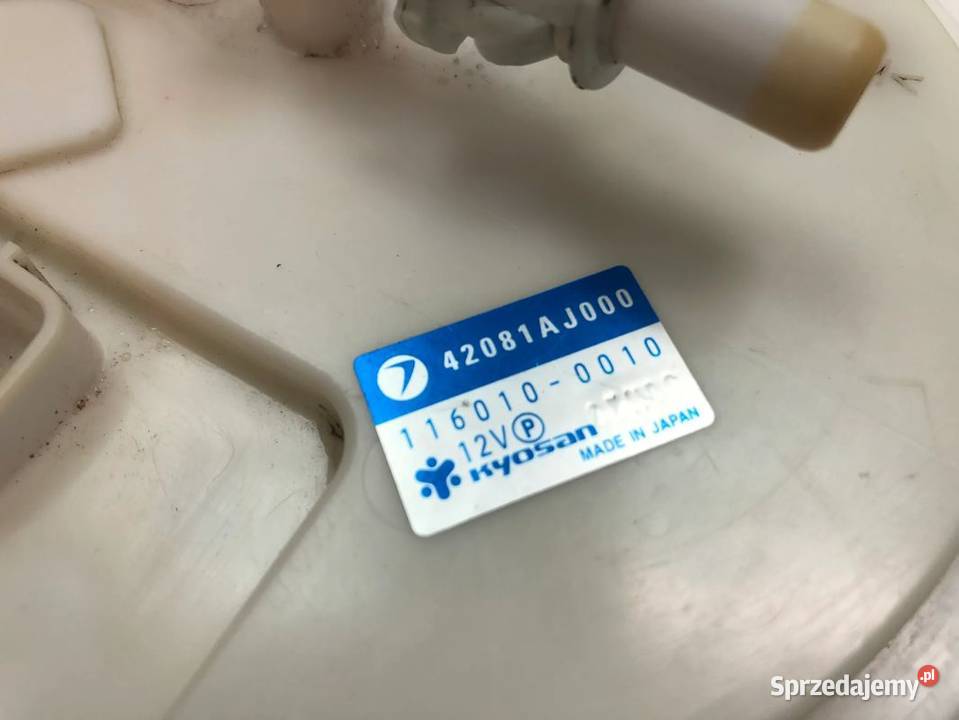 42081AJ000
116010-0010
12V P
Kyosan
MADE IN JAPAN
Sprzedajemy.pl